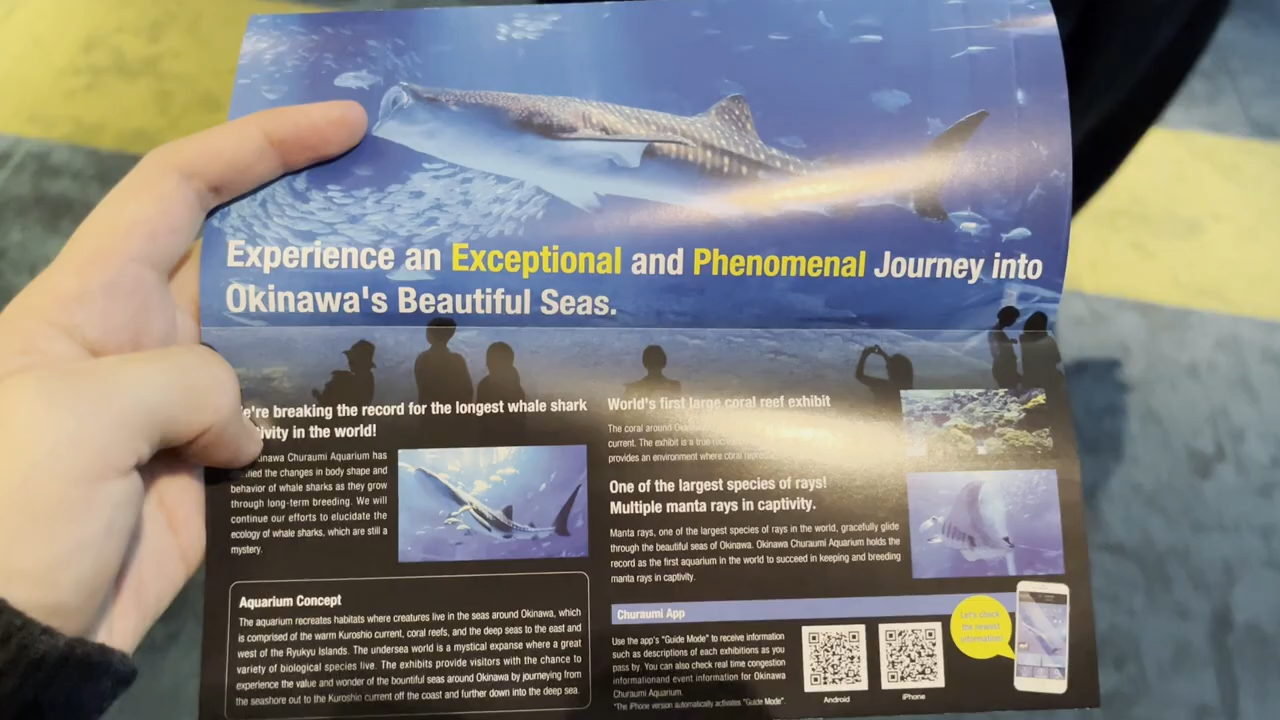 Experience an Exceptional and Phenomenal Journey into
Okinawa's Beautiful Seas.
e're breaking the record for the longest whale shark
tivity in the world!
inawa Churaumi Aquarium has
the changes in body shape and
behavior of whale sharks as they grow
through long-term breeding. We will
continue our efforts to elucidate the
ecology of whale sharks, which are still a
mystery.
Aquarium Concept
The aquarium recreates habitats where creatures live in the seas around Okinawa, which
is comprised of the warm Kuroshio current, coral reefs, and the deep seas to the east and
west of the Ryukyu Islands. The undersea world is a mystical expanse where a great
variety of biological species live. The exhibits provide visitors with the chance to
experience the value and wonder of the bountiful seas around Okinawa by journeying from
the seashore out to the Kuroshio current off the coast and further down into the deep sea.
World's first large coral reef exhibit
The coral around
current. The exhibit is a true
provides an environment where coral
One of the largest species of rays!
Multiple manta rays in captivity.
Manta rays, one of the largest species of rays in the world, gracefully glide
through the beautiful seas of Okinawa. Okinawa Churaumi Aquarium holds the
record as the first aquarium in the world to succeed in keeping and breeding
manta rays in captivity.
Churaumi App
Use the app's "Guide Mode" to receive information
such as descriptions of each exhibitions as you
pass by. You can also check real time congestion
informationand event information for Okinawa
Churaumi Aquarium.
*The iPhone version automatically activates "Guide Mode".
Android
iPhone
Let's check
the newest
information!